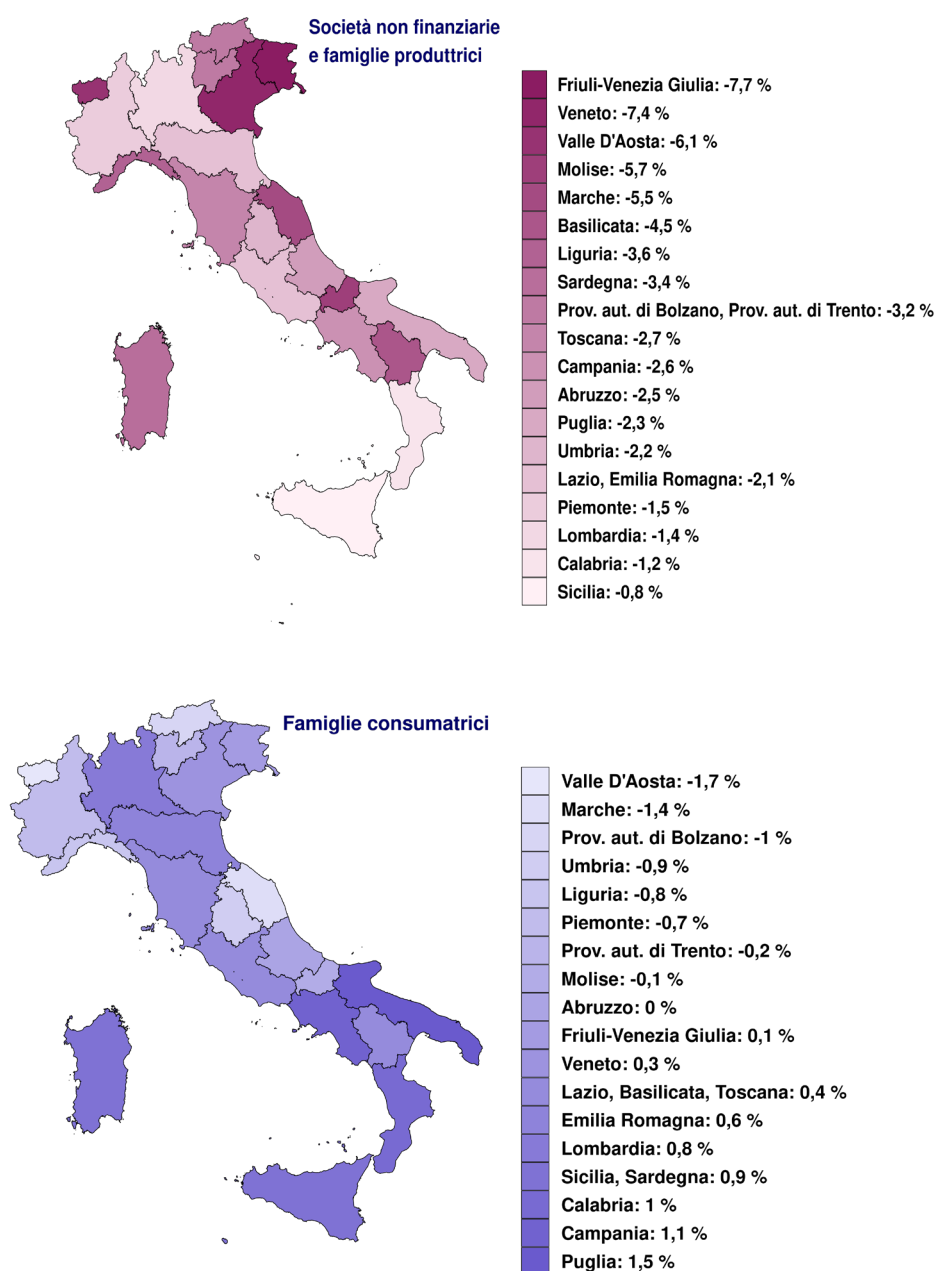 Società non finanziarie
e famiglie produttrici
Friuli-Venezia Giulia: -7,7 %
Veneto: -7,4 %
Valle D'Aosta: -6,1 %
Molise: -5,7 %
Marche: -5,5 %
Basilicata: -4,5 %
Liguria: -3,6 %
Sardegna: -3,4 %
Prov. aut. di Bolzano, Prov. aut. di Trento: -3,2 %
Toscana: -2,7 %
Campania: -2,6 %
Abruzzo: -2,5 %
Puglia: -2,3 %
Umbria: -2,2 %
Lazio, Emilia Romagna: -2,1 %
Piemonte: -1,5 %
Lombardia: -1,4 %
Calabria: -1,2 %
Sicilia: -0,8 %
Famiglie consumatrici
Valle D'Aosta: -1,7 %
Marche: -1,4 %
Prov. aut. di Bolzano: -1 %
Umbria: -0,9 %
Liguria: -0,8 %
Piemonte: -0,7 %
Prov. aut. di Trento: -0,2 %
Molise: -0,1 %
Abruzzo: 0 %
Friuli-Venezia Giulia: 0,1 %
Veneto: 0,3 %
Lazio, Basilicata, Toscana: 0,4 %
Emilia Romagna: 0,6 %
Lombardia: 0,8 %
Sicilia, Sardegna: 0,9 %
Calabria: 1 %
Campania: 1,1 %
Puglia: 1,5 %